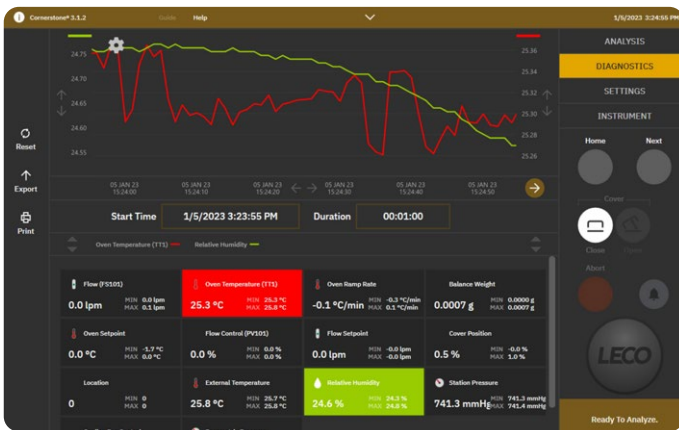 Cornerstone® 3.1.2 Guide Help 1/5/2023 3:24:55 PM
ANALYSIS
DIAGNOSTICS
SETTINGS
INSTRUMENT
Home Next
Cover
Close
Abort
LECO
Ready To Analyze.
Reset
Export
Print
24.75
24.70
24.65
24.60
24.55
25.36
25.34
25.32
25.30
25.28
25.26
05 JAN 23 05 JAN 23 05 JAN 23 05 JAN 23 05 JAN 23 05 JAN 23
15:24:00 15:24:10 15:24:20 15:24:30 15:24:40 15:24:50
Start Time 1/5/2023 3:23:55 PM Duration 00:01:00
Oven Temperature (TT1) Relative Humidity
Flow (FS101)
0.0 lpm MIN 0.0 lpm
MAX 0.1 lpm
Oven Temperature (TT1)
25.3 °C MIN 25.3 °C
MAX 25.8 °C
Oven Ramp Rate
-0.1 °C/min MIN -0.3 °C/min
MAX 0.1 °C/min
Balance Weight
0.0007 g MIN 0.0000 g
MAX 0.0007 g
Oven Setpoint
0.0 °C MIN -1.7 °C
MAX 0.0 °C
Flow Control (PV101)
0.0 % MIN 0.0 %
MAX 0.0 %
Flow Setpoint
0.0 lpm MIN -0.0 lpm
MAX -0.0 lpm
Cover Position
0.5 % MIN -0.0 %
MAX 1.0 %
Location
0 MIN 0
MAX 0
External Temperature
25.8 °C MIN 25.7 °C
MAX 25.8 °C
Relative Humidity
24.6 % MIN 24.3 %
MAX 24.8 %
Station Pressure
741.3 mmHg MIN 741.3 mmHg
MAX 741.4 mmHg